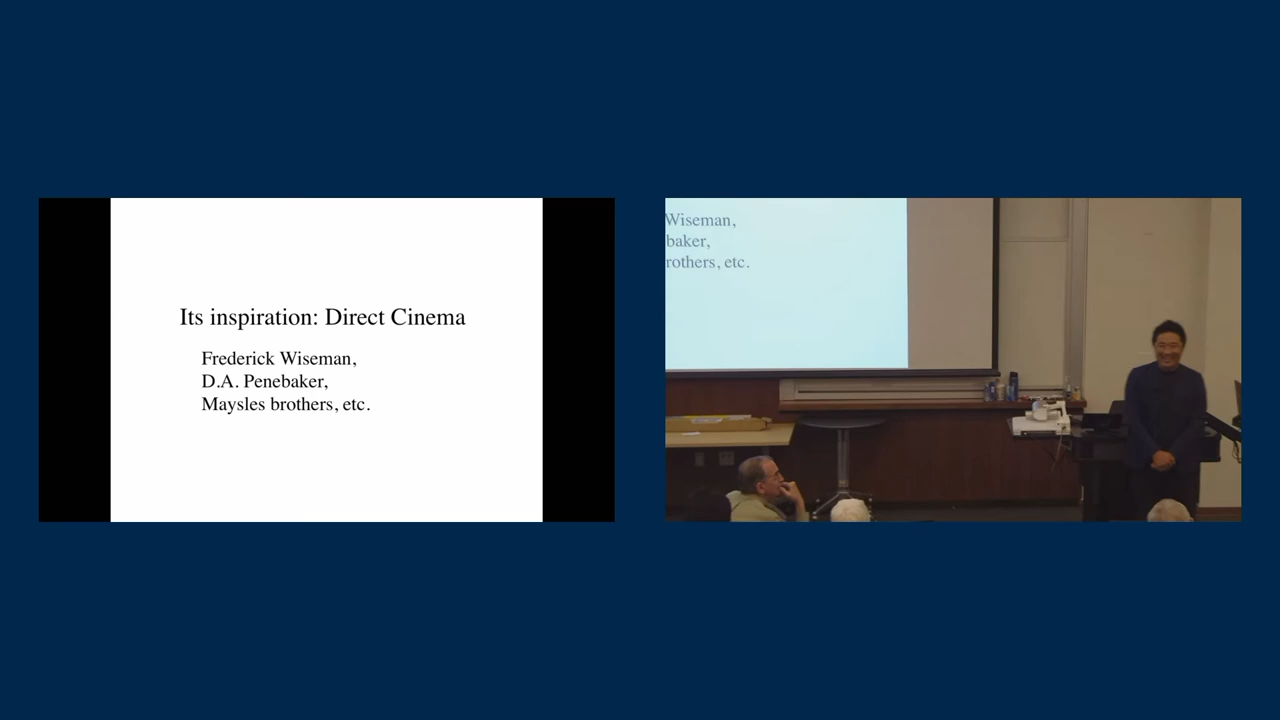 Its inspiration: Direct Cinema
Frederick Wiseman,
D.A. Penebaker,
Maysles brothers, etc.
Wiseman,
baker,
rothers, etc.